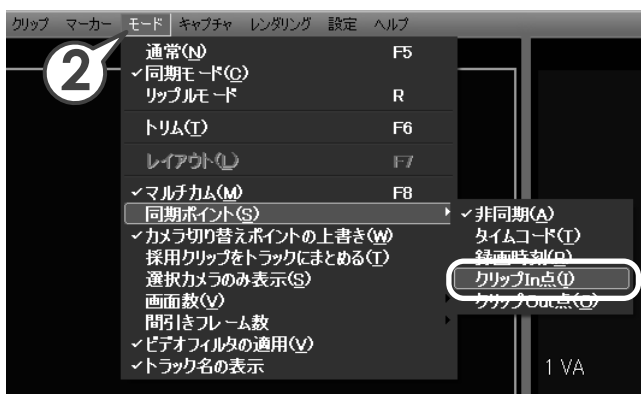 クリップ マーカー モード キャプチャ レンダリング 設定 ヘルプ
2
通常(N) F5
✓同期モード(C)
リップルモード R
トリム(T) F6
レイアウト(L) F7
✓マルチカム(M) F8
同期ポイント(S)
✓カメラ切り替えポイントの上書き(W)
採用クリップをトラックにまとめる(T)
選択カメラのみ表示(S)
画面数(V)
間引きフレーム数
✓ビデオフィルタの適用(V)
✓トラック名の表示
✓非同期(A)
タイムコード(T)
録画時刻(R)
クリップIn点(I)
クリップOut点(O)
1 VA